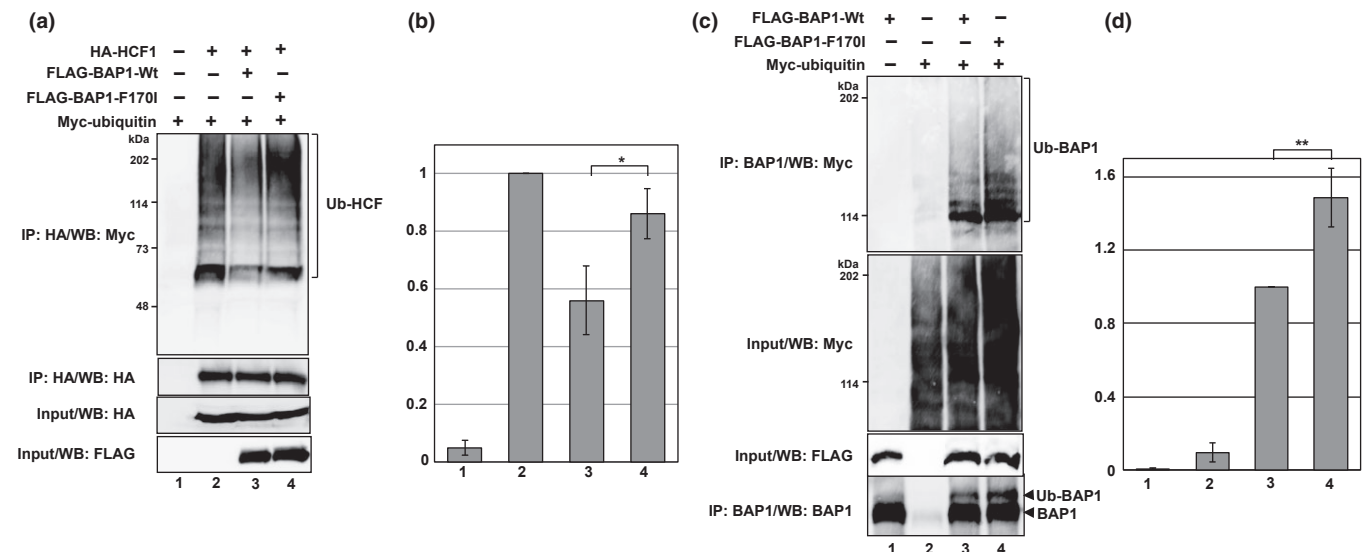 (a)
HA-HCF1 – + + +
FLAG-BAP1-Wt – – + –
FLAG-BAP1-F170I – – – +
Myc-ubiquitin + + + +
kDa
202
114
73
48
IP: HA/WB: Myc
Ub-HCF
IP: HA/WB: HA
Input/WB: HA
Input/WB: FLAG
1 2 3 4
(b)
*
1
0.8
0.6
0.4
0.2
0
1 2 3 4
(c)
FLAG-BAP1-Wt + – + –
FLAG-BAP1-F170I – – – +
Myc-ubiquitin – + + +
kDa
202
IP: BAP1/WB: Myc
Ub-BAP1
114
kDa
202
Input/WB: Myc
114
Input/WB: FLAG
Ub-BAP1
IP: BAP1/WB: BAP1
BAP1
1 2 3 4
(d)
**
1.6
1.2
0.8
0.4
0
1 2 3 4